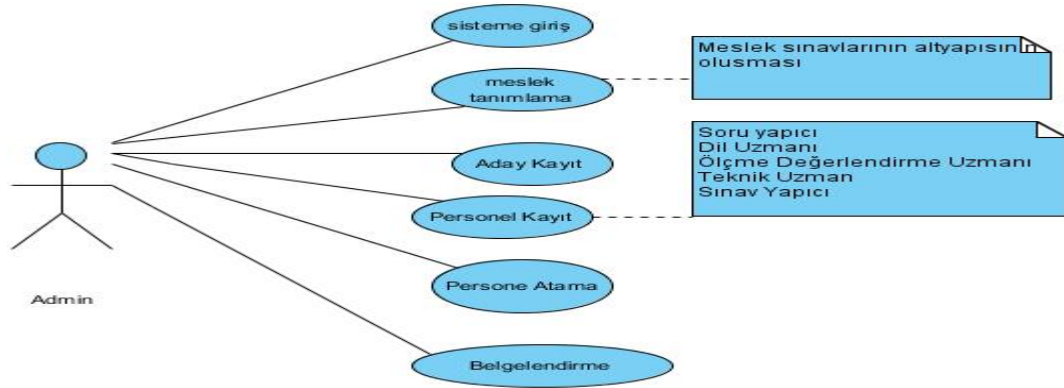 sisteme giriş
meslek
tanımlama
Meslek sınavlarının altyapısının
olusması
Aday Kayıt
Soru yapıcı
Dil Uzmanı
Ölçme Değerlendirme Uzmanı
Teknik Uzman
Sınav Yapıcı
Personel Kayıt
Persone Atama
Admin
Belgelendirme